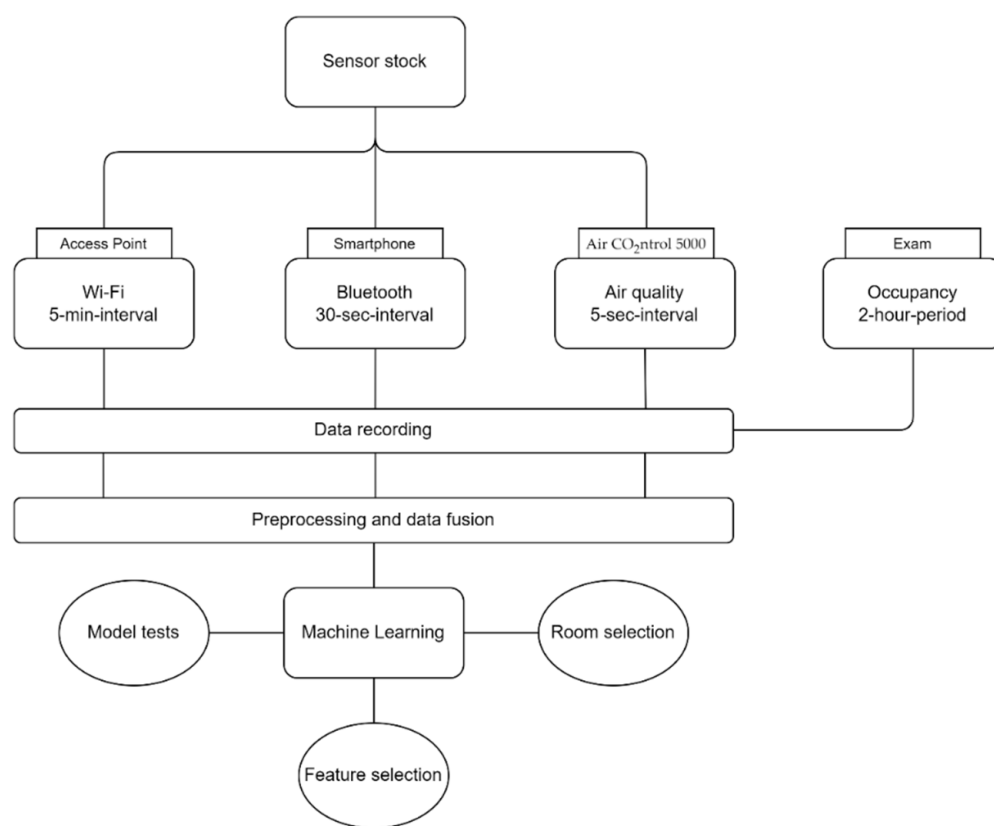 Sensor stock
Access Point
Wi-Fi
5-min-interval
Smartphone
Bluetooth
30-sec-interval
Air CO₂ntrol 5000
Air quality
5-sec-interval
Exam
Occupancy
2-hour-period
Data recording
Preprocessing and data fusion
Model tests
Machine Learning
Room selection
Feature selection